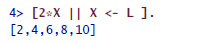 4> [2*X || X <- L ].
[2,4,6,8,10]